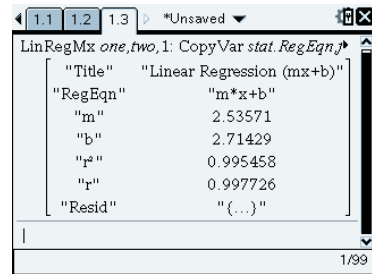 1.1 1.2 1.3 *Unsaved
LinRegMx one,two,1: CopyVar stat.RegEqn,f
"Title" "Linear Regression (mx+b)"
"RegEqn" "m*x+b"
"m" 2.53571
"b" 2.71429
"r²" 0.995458
"r" 0.997726
"Resid" "{...}"
1/99